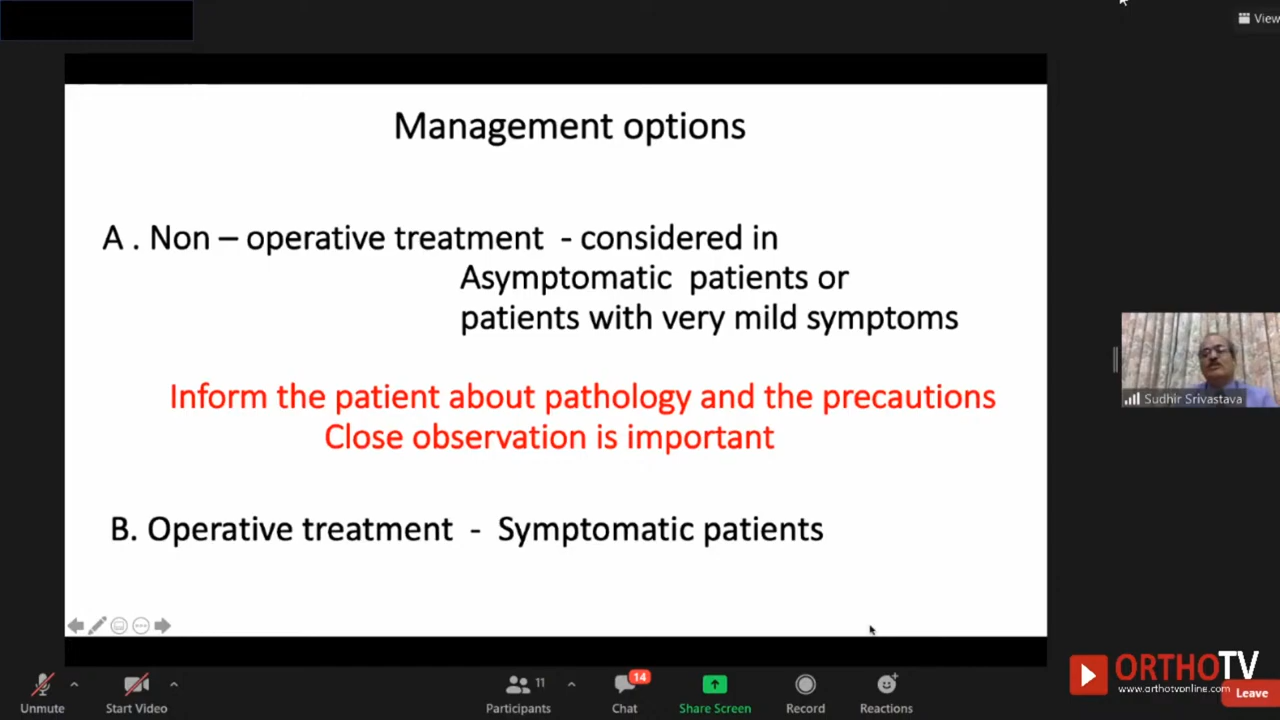 View
Management options
A . Non – operative treatment - considered in
Asymptomatic patients or
patients with very mild symptoms
Inform the patient about pathology and the precautions
Close observation is important
B. Operative treatment - Symptomatic patients
Sudhir Srivastava
Unmute
Start Video
11
Participants
14
Chat
Share Screen
Record
Reactions
ORTHOTV
www.orthotvonline.com
Leave